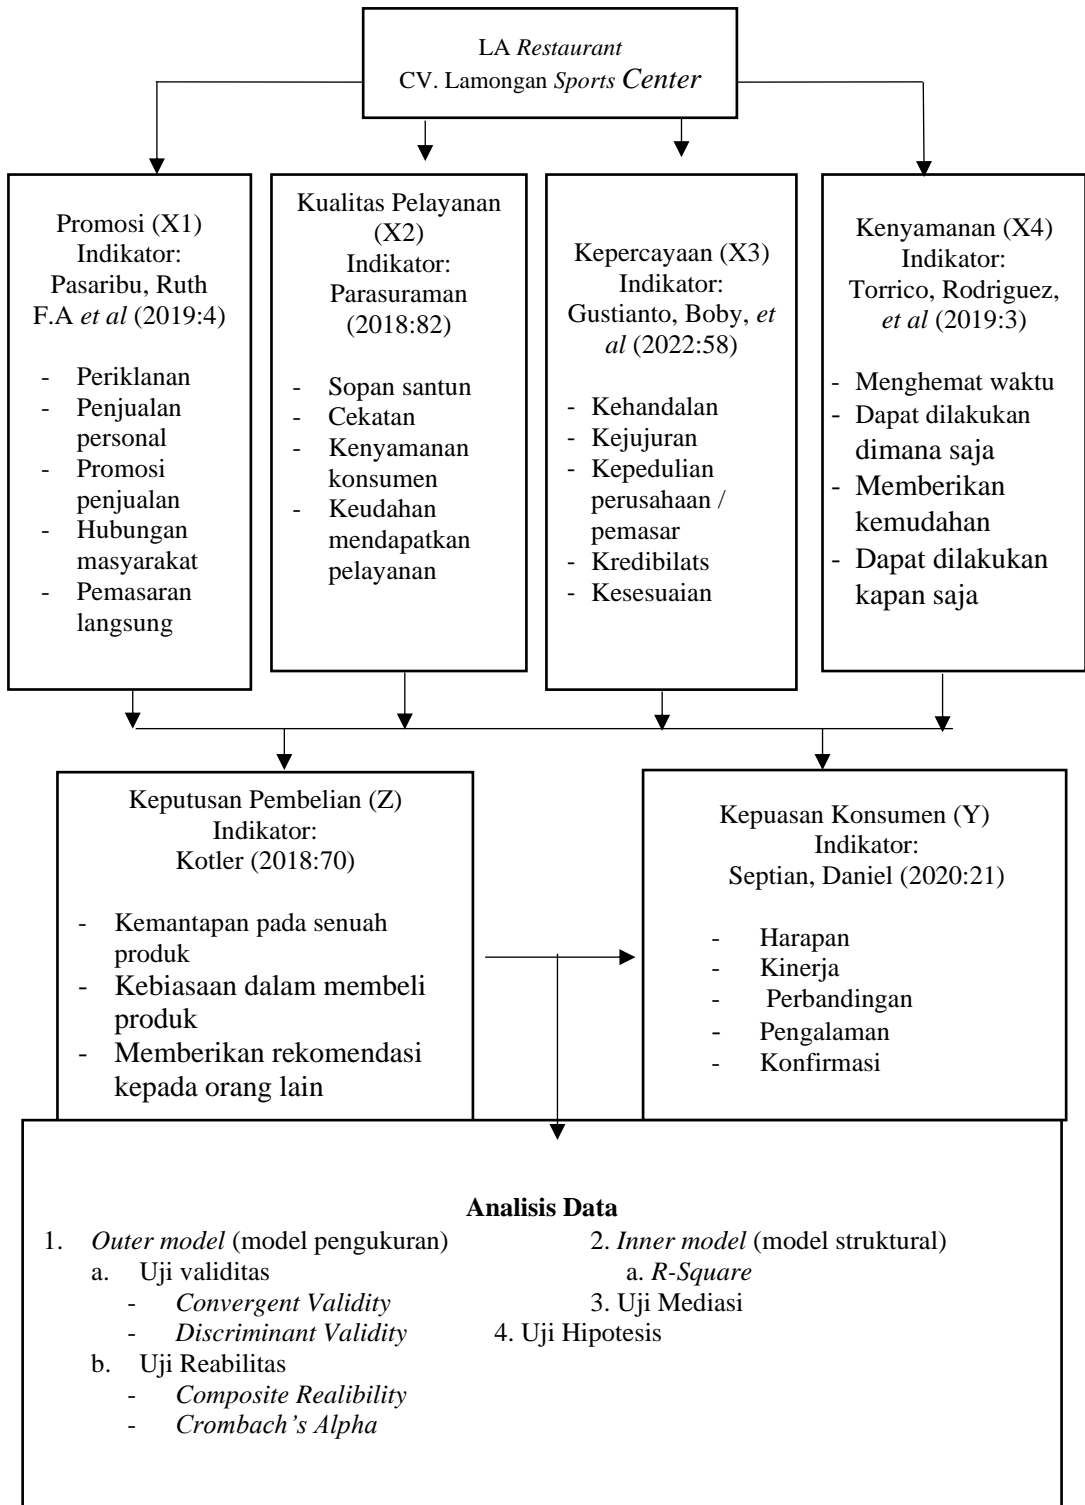 LA Restaurant
CV. Lamongan Sports Center
Promosi (X1)
Indikator:
Pasaribu, Ruth
F.A et al (2019:4)
- Periklanan
- Penjualan
personal
- Promosi
penjualan
- Hubungan
masyarakat
- Pemasaran
langsung
Kualitas Pelayanan
(X2)
Indikator:
Parasuraman
(2018:82)
- Sopan santun
- Cekatan
- Kenyamanan
konsumen
- Keudahan
mendapatkan
pelayanan
Kepercayaan (X3)
Indikator:
Gustianto, Boby, et
al (2022:58)
- Kehandalan
- Kejujuran
- Kepedulian
perusahaan /
pemasar
- Kredibilats
- Kesesuaian
Kenyamanan (X4)
Indikator:
Torrico, Rodriguez,
et al (2019:3)
- Menghemat waktu
- Dapat dilakukan
dimana saja
- Memberikan
kemudahan
- Dapat dilakukan
kapan saja
Keputusan Pembelian (Z)
Indikator:
Kotler (2018:70)
- Kemantapan pada senuah
produk
- Kebiasaan dalam membeli
produk
- Memberikan rekomendasi
kepada orang lain
Kepuasan Konsumen (Y)
Indikator:
Septian, Daniel (2020:21)
- Harapan
- Kinerja
- Perbandingan
- Pengalaman
- Konfirmasi
Analisis Data
1. Outer model (model pengukuran)
a. Uji validitas
- Convergent Validity
- Discriminant Validity
b. Uji Reabilitas
- Composite Realibility
- Crombach's Alpha
2. Inner model (model struktural)
a. R-Square
3. Uji Mediasi
4. Uji Hipotesis